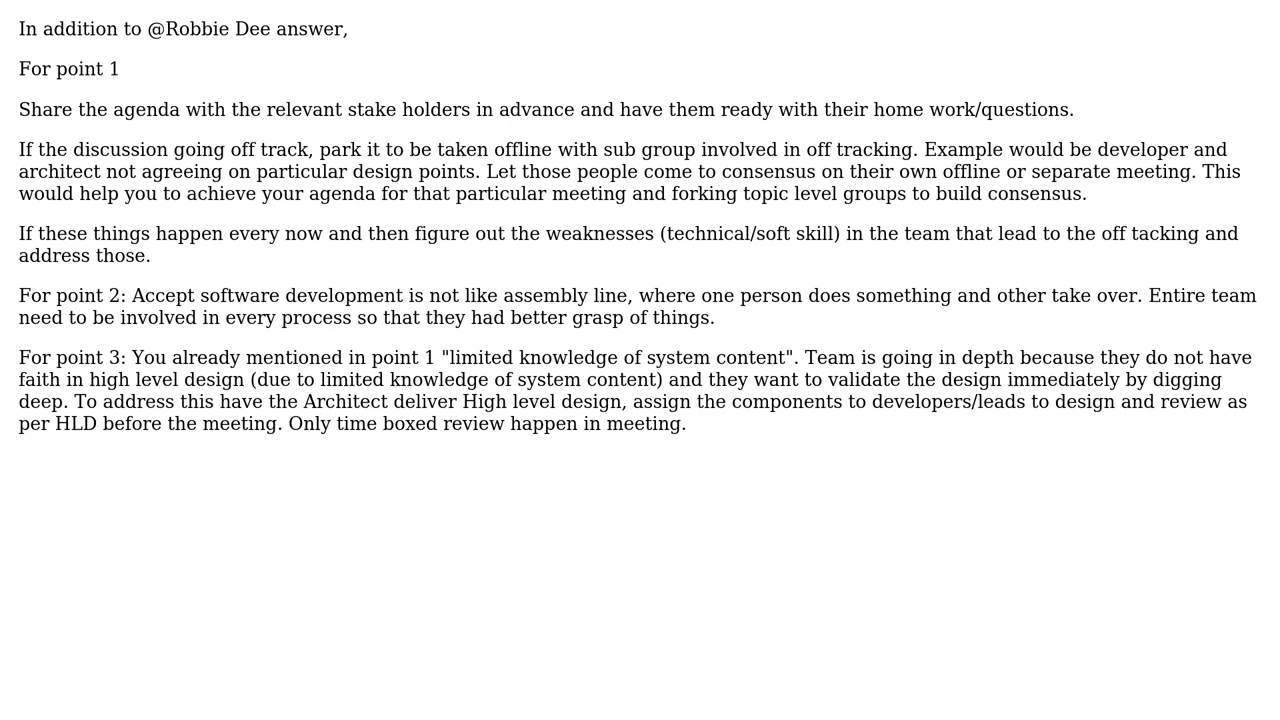 In addition to @Robbie Dee answer,
For point 1
Share the agenda with the relevant stake holders in advance and have them ready with their home work/questions.
If the discussion going off track, park it to be taken offline with sub group involved in off tracking. Example would be developer and
architect not agreeing on particular design points. Let those people come to consensus on their own offline or separate meeting. This
would help you to achieve your agenda for that particular meeting and forking topic level groups to build consensus.
If these things happen every now and then figure out the weaknesses (technical/soft skill) in the team that lead to the off tacking and
address those.
For point 2: Accept software development is not like assembly line, where one person does something and other take over. Entire team
need to be involved in every process so that they had better grasp of things.
For point 3: You already mentioned in point 1 "limited knowledge of system content". Team is going in depth because they do not have
faith in high level design (due to limited knowledge of system content) and they want to validate the design immediately by digging
deep. To address this have the Architect deliver High level design, assign the components to developers/leads to design and review as
per HLD before the meeting. Only time boxed review happen in meeting.